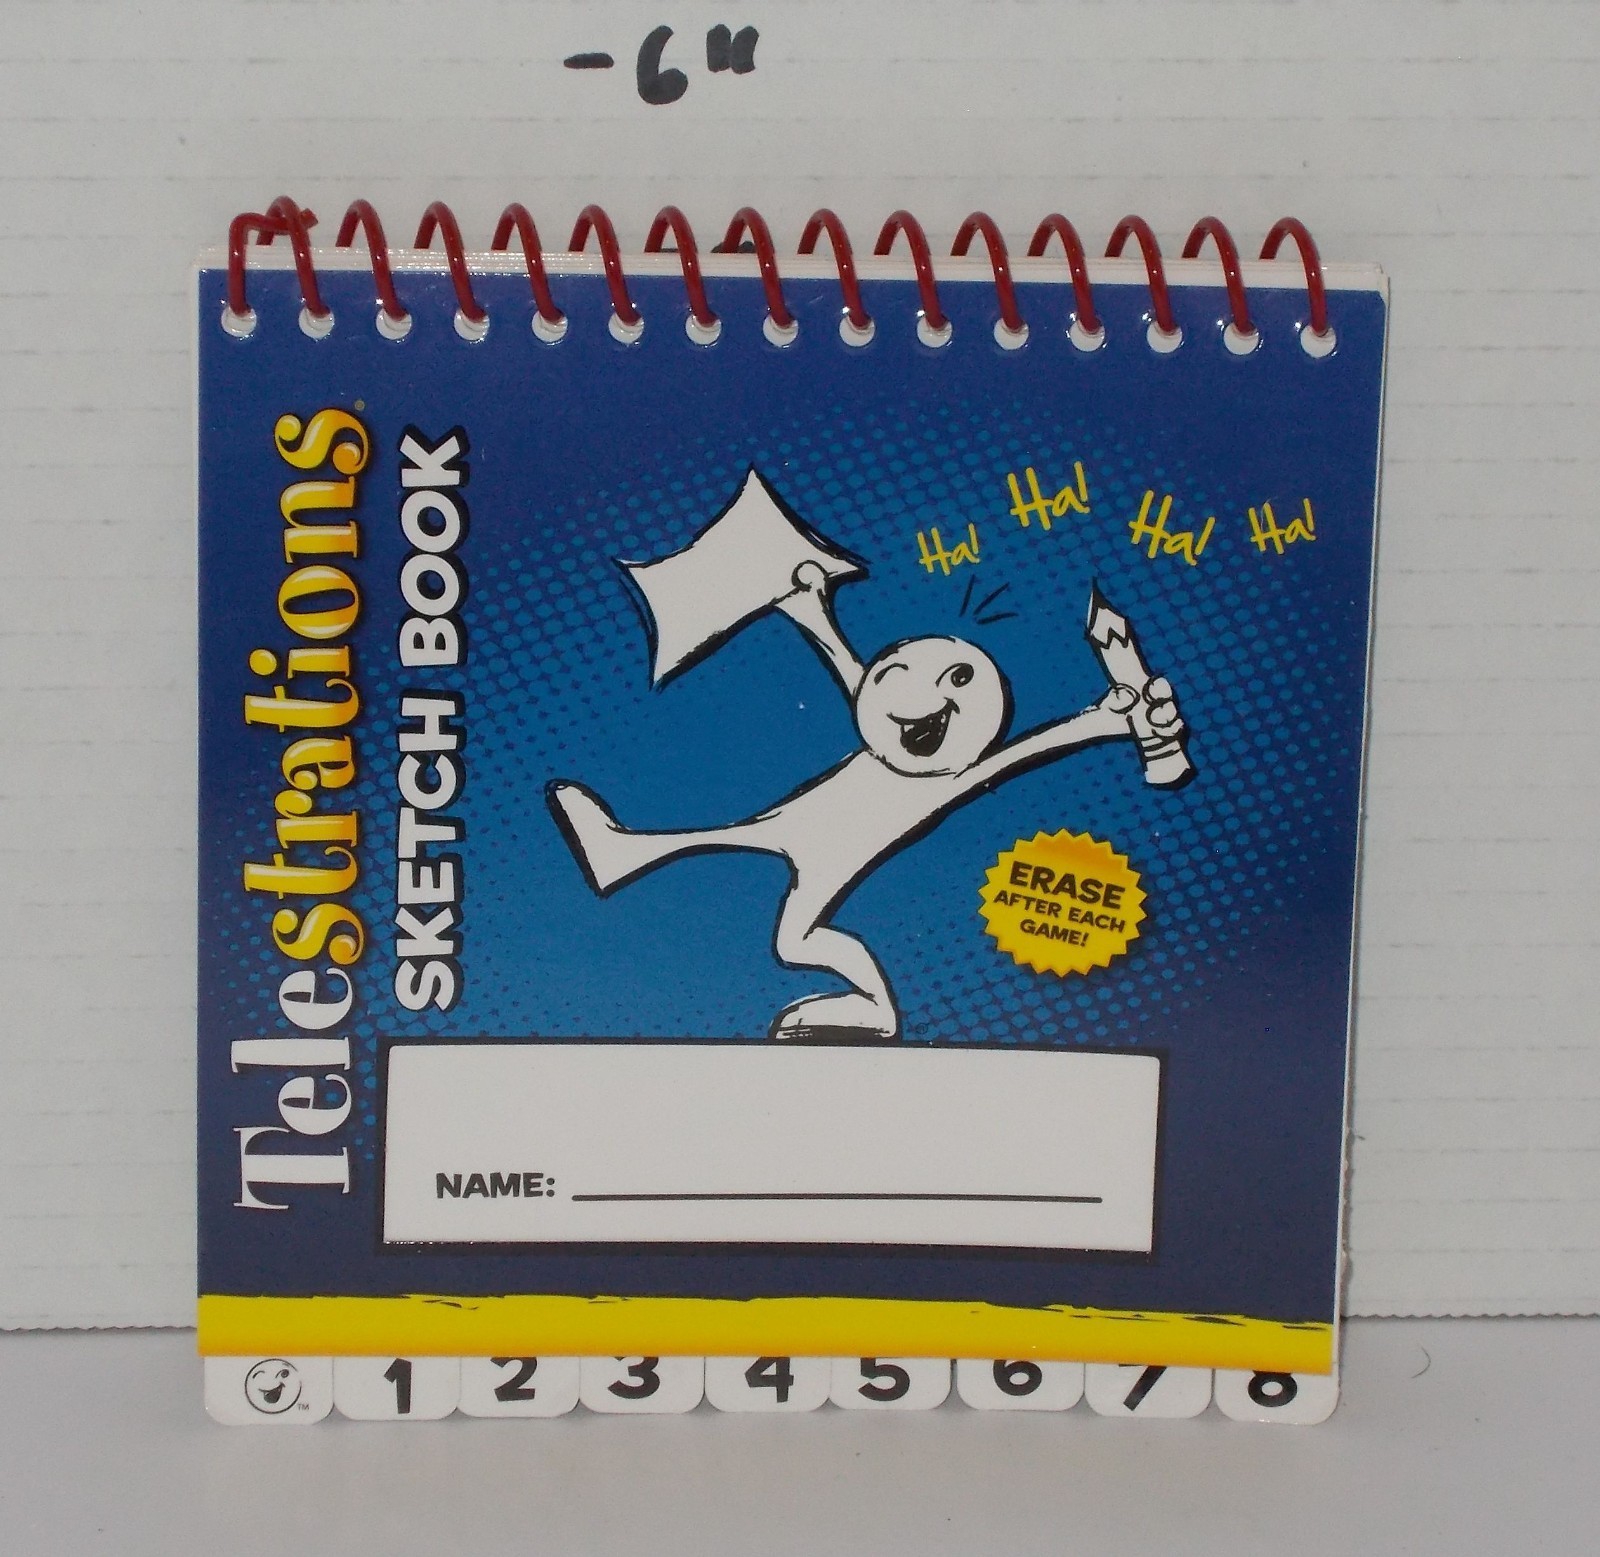 -6"
Telestrations
SKETCH BOOK
Ha! Ha! Ha! Ha!
ERASE
AFTER EACH
GAME!
NAME:
TM 1 2 3 4 5 6 7 8